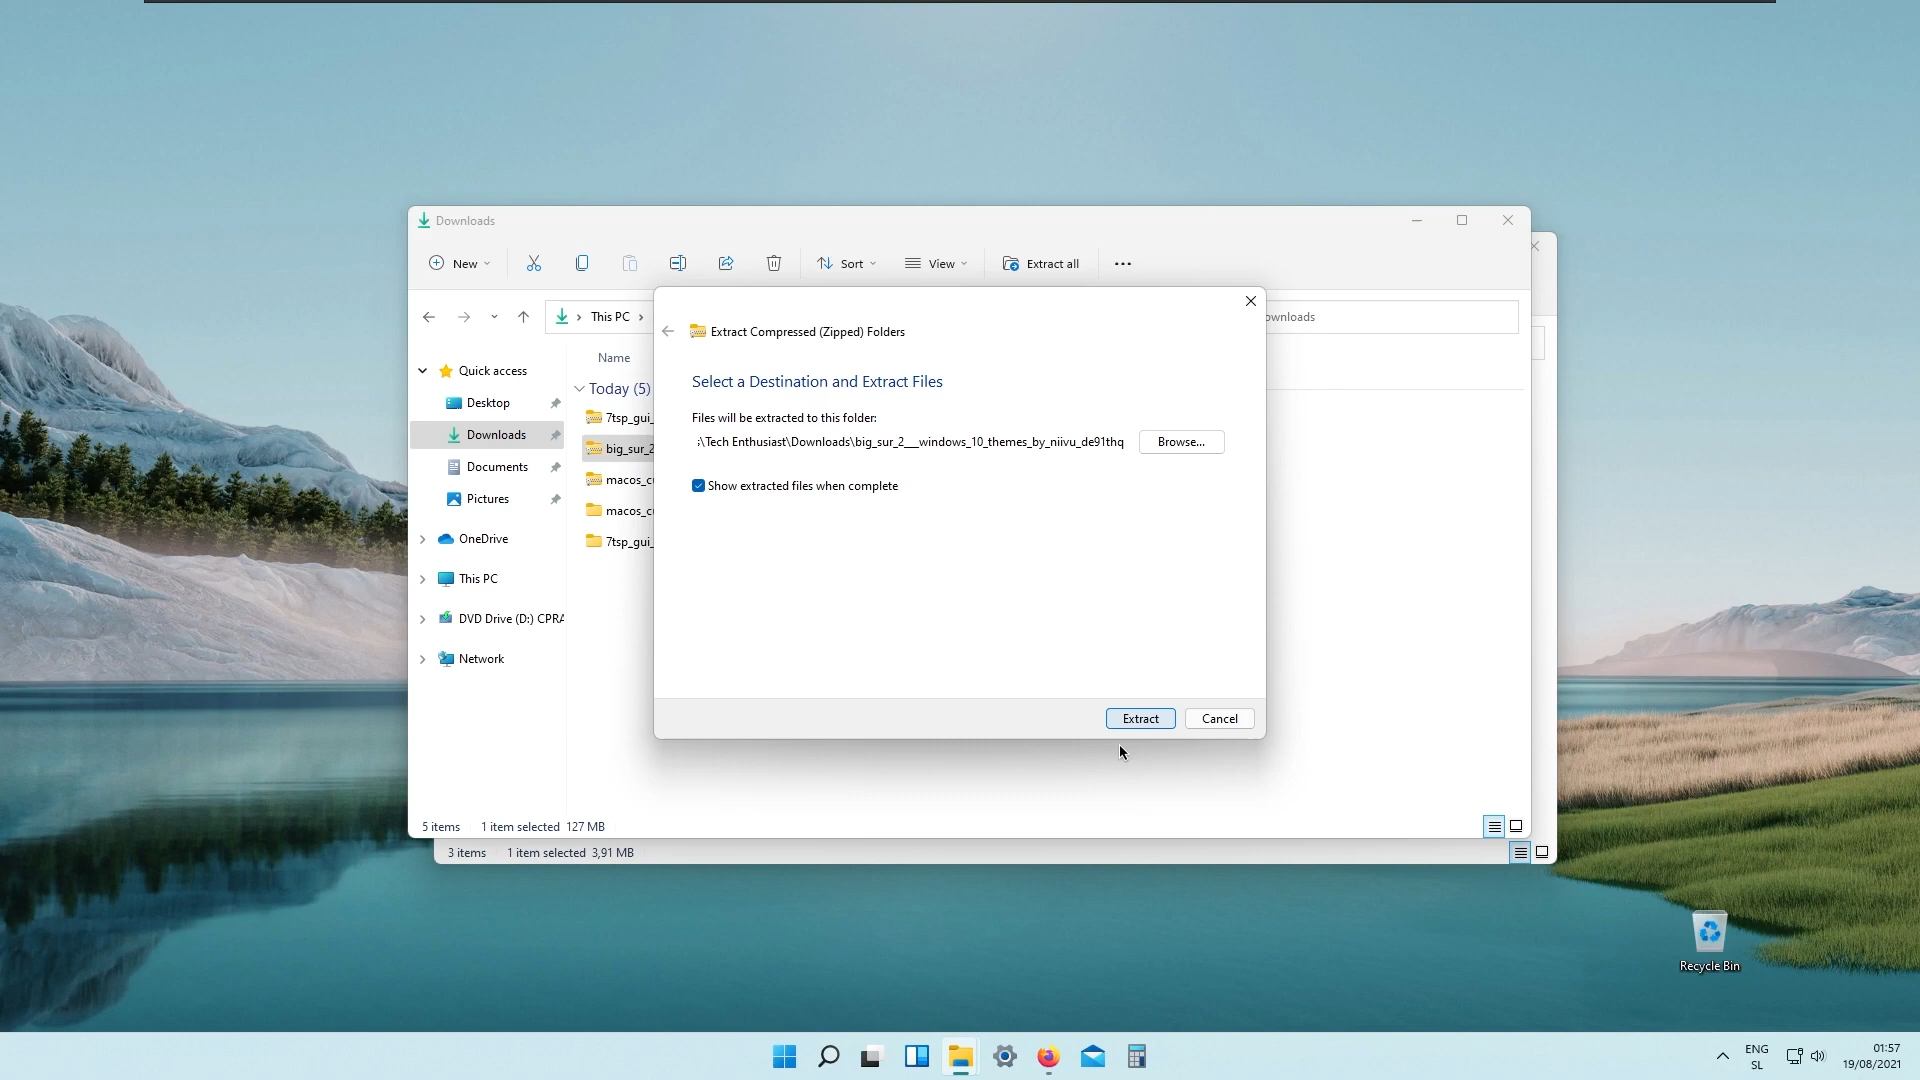 Downloads
New
Sort
View
Extract all
This PC
ownloads
Name
Quick access
Desktop
Downloads
Documents
Pictures
OneDrive
This PC
DVD Drive (D:) CPRA
Network
Today (5)
7tsp_gui_
big_sur_2
macos_cu
macos_cu
7tsp_gui_
Extract Compressed (Zipped) Folders
Select a Destination and Extract Files
Files will be extracted to this folder:
:\Tech Enthusiast\Downloads\big_sur_2__windows_10_themes_by_niivu_de91thq
Browse...
Show extracted files when complete
Extract
Cancel
5 items 1 item selected 127 MB
3 items 1 item selected 3,91 MB
Recycle Bin
ENG
SL
01:57
19/08/2021